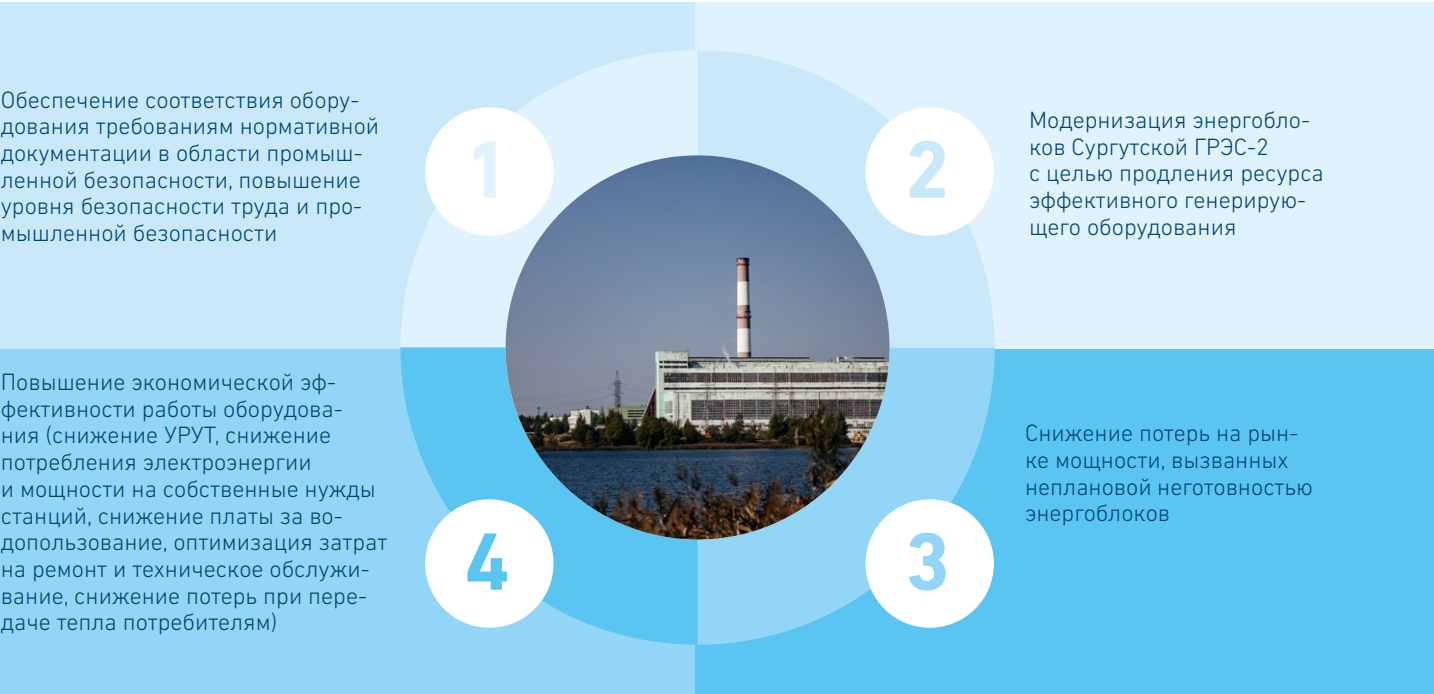 1
Обеспечение соответствия обору-
дования требованиям нормативной
документации в области промыш-
ленной безопасности, повышение
уровня безопасности труда и про-
мышленной безопасности
2
Модернизация энергобло-
ков Сургутской ГРЭС-2
с целью продления ресурса
эффективного генерирую-
щего оборудования
3
Снижение потерь на рын-
ке мощности, вызванных
неплановой неготовностью
энергоблоков
4
Повышение экономической эф-
фективности работы оборудова-
ния (снижение УРУТ, снижение
потребления электроэнергии
и мощности на собственные нужды
станций, снижение платы за во-
допользование, оптимизация затрат
на ремонт и техническое обслужи-
вание, снижение потерь при пере-
даче тепла потребителям)